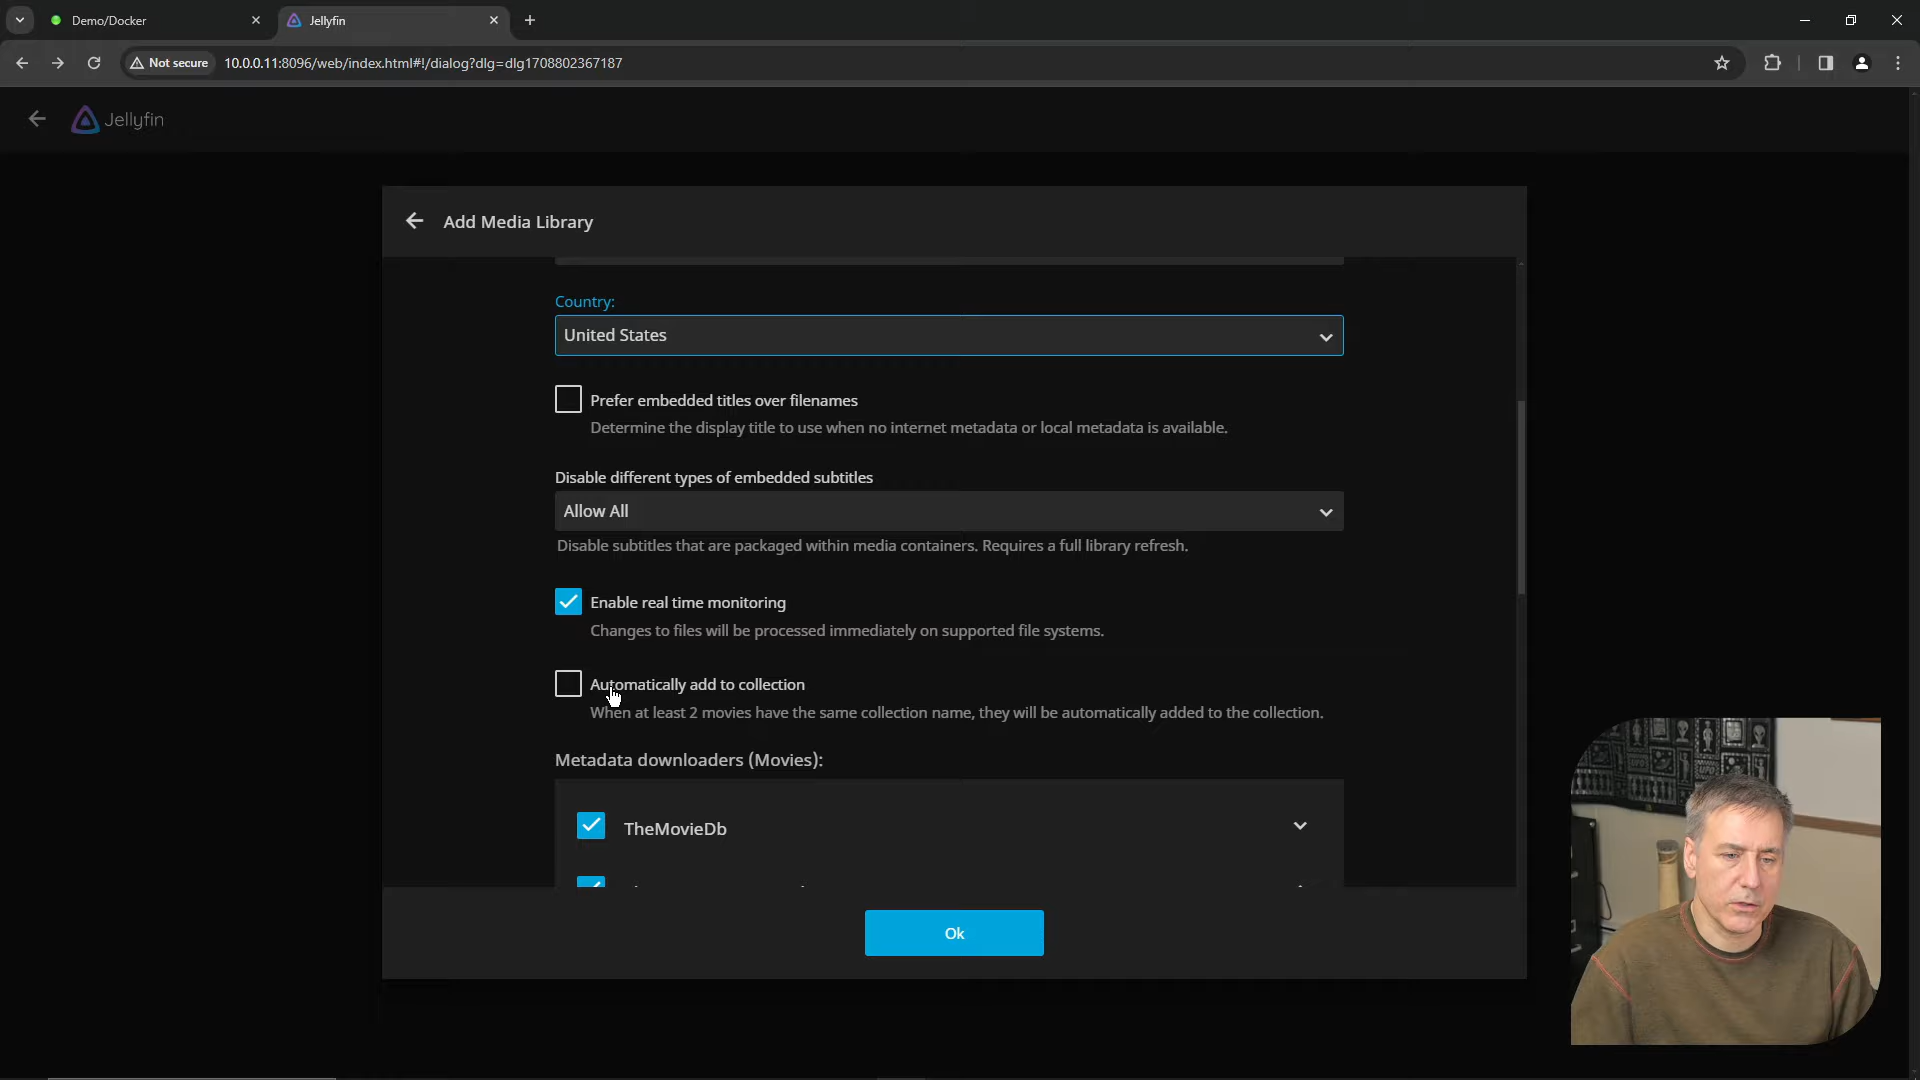 Demo/Docker
Jellyfin
Not secure
10.0.0.11:8096/web/index.html#!/dialog?dlg=dlg1708802367187
Jellyfin
Add Media Library
Country:
United States
Prefer embedded titles over filenames
Determine the display title to use when no internet metadata or local metadata is available.
Disable different types of embedded subtitles
Allow All
Disable subtitles that are packaged within media containers. Requires a full library refresh.
Enable real time monitoring
Changes to files will be processed immediately on supported file systems.
Automatically add to collection
When at least 2 movies have the same collection name, they will be automatically added to the collection.
Metadata downloaders (Movies):
TheMovieDb
Ok